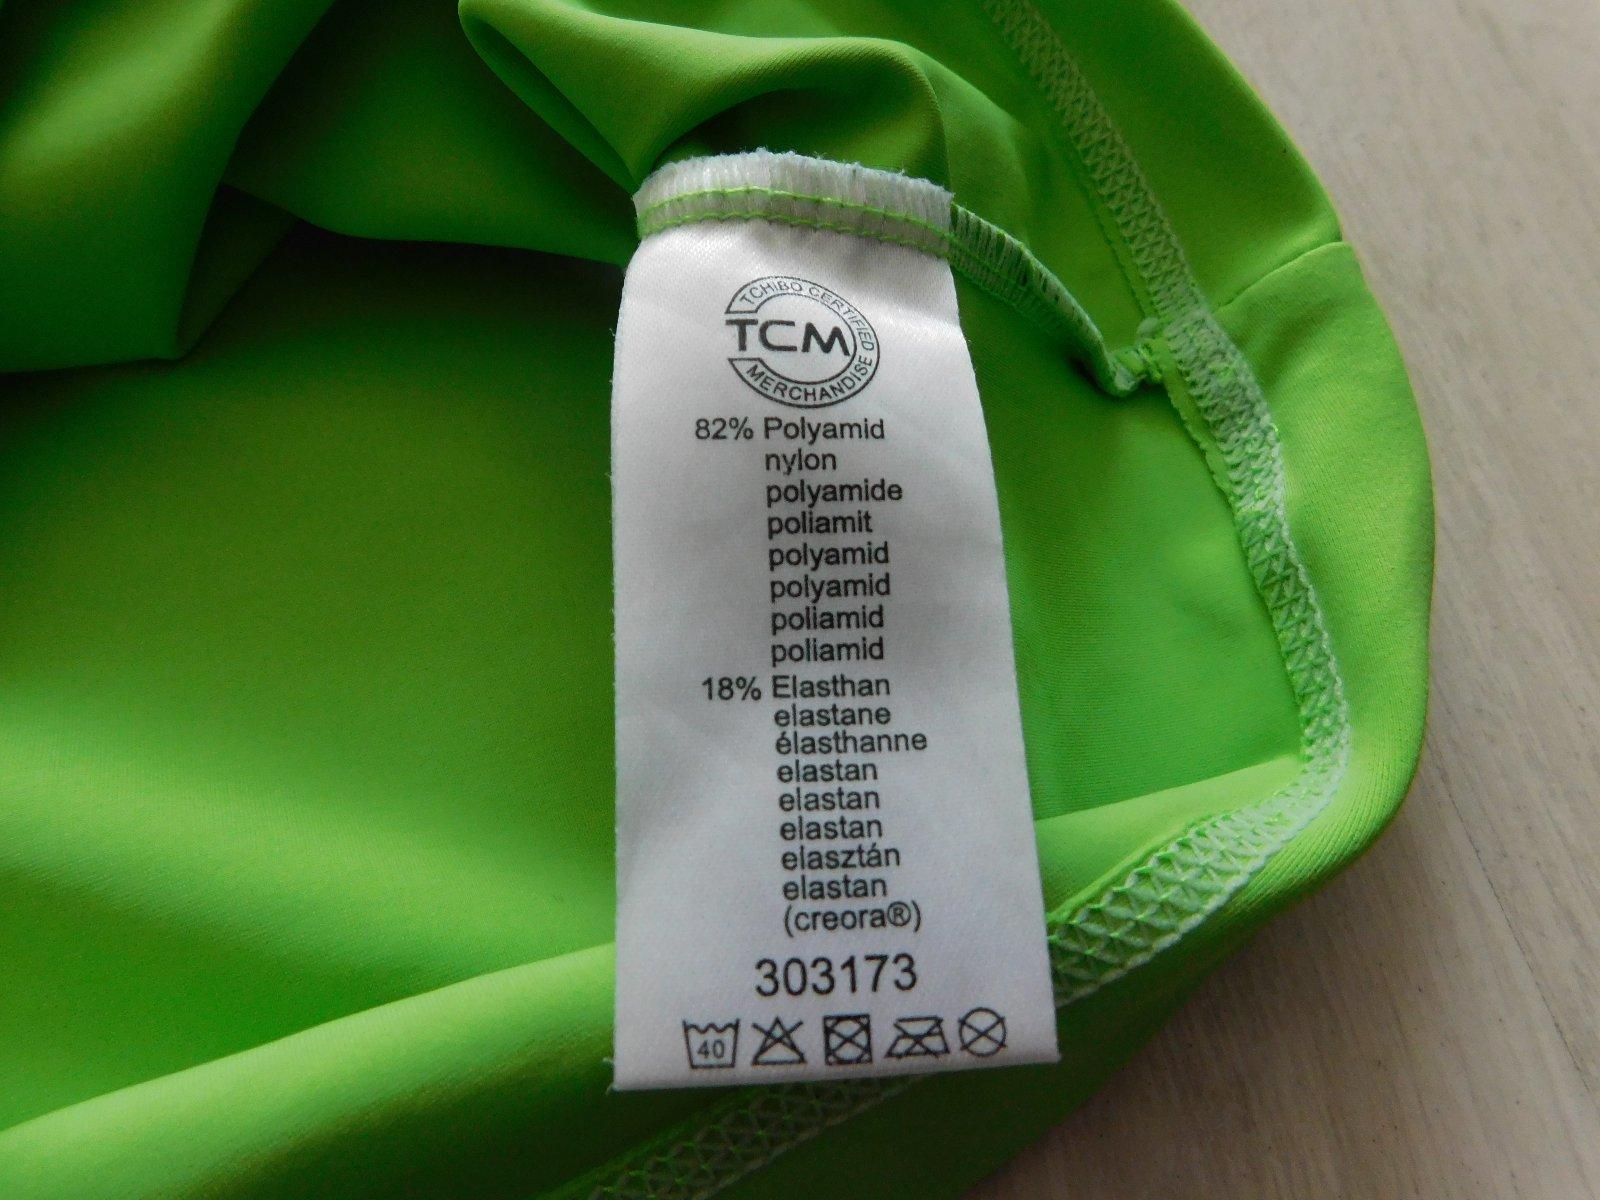 TCHIBO CERTIFIED
TCM
MERCHANDISE
82% Polyamid
nylon
polyamide
poliamit
polyamid
polyamid
poliamid
poliamid
18% Elasthan
elastane
élasthanne
elastan
elastan
elastan
elasztán
elastan
(creora®)
303173
40